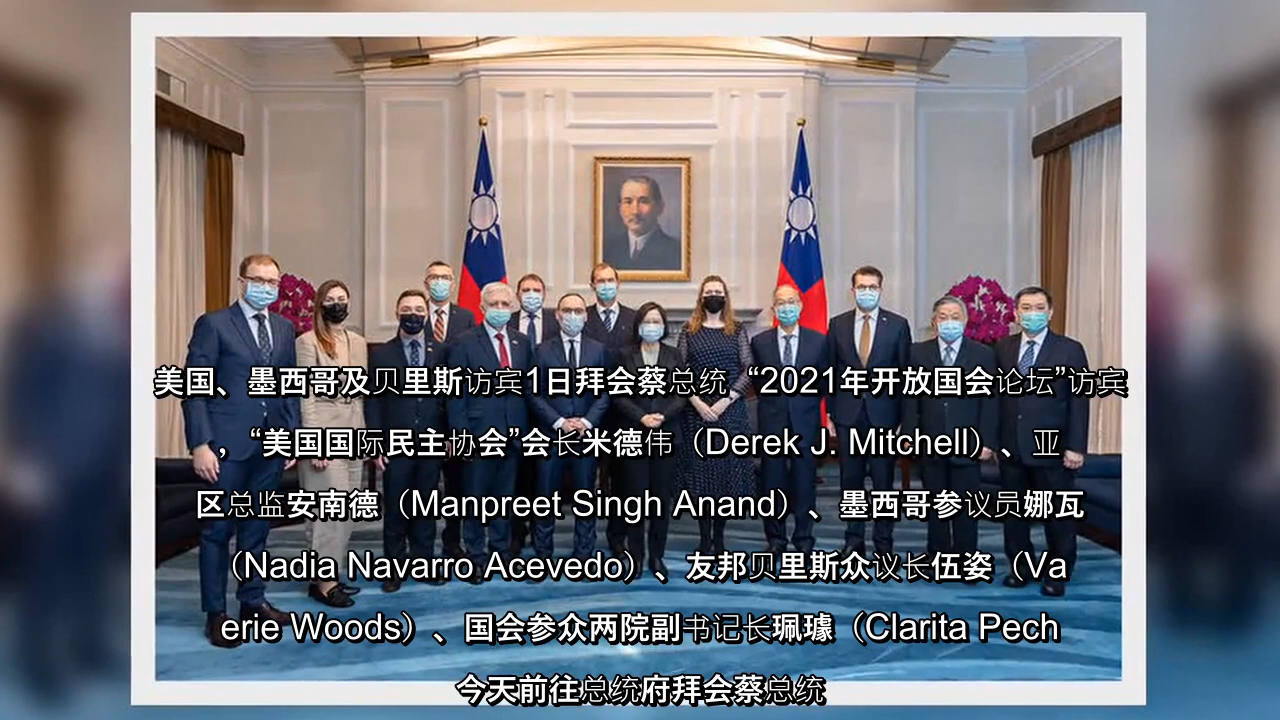 美国、墨西哥及贝里斯访宾1日拜会蔡总统 “2021年开放国会论坛”访宾
，“美国国际民主协会”会长米德伟（Derek J. Mitchell）、亚
区总监安南德（Manpreet Singh Anand）、墨西哥参议员娜瓦
（Nadia Navarro Acevedo）、友邦贝里斯众议长伍姿（Va
erie Woods）、国会参众两院副书记长珮璩（Clarita Pech
今天前往总统府拜会蔡总统